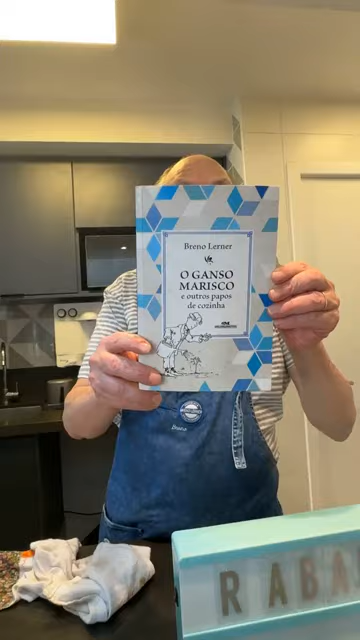 Breno Lerner
O GANSO
MARISCO
e outros papos
de cozinha
RABA